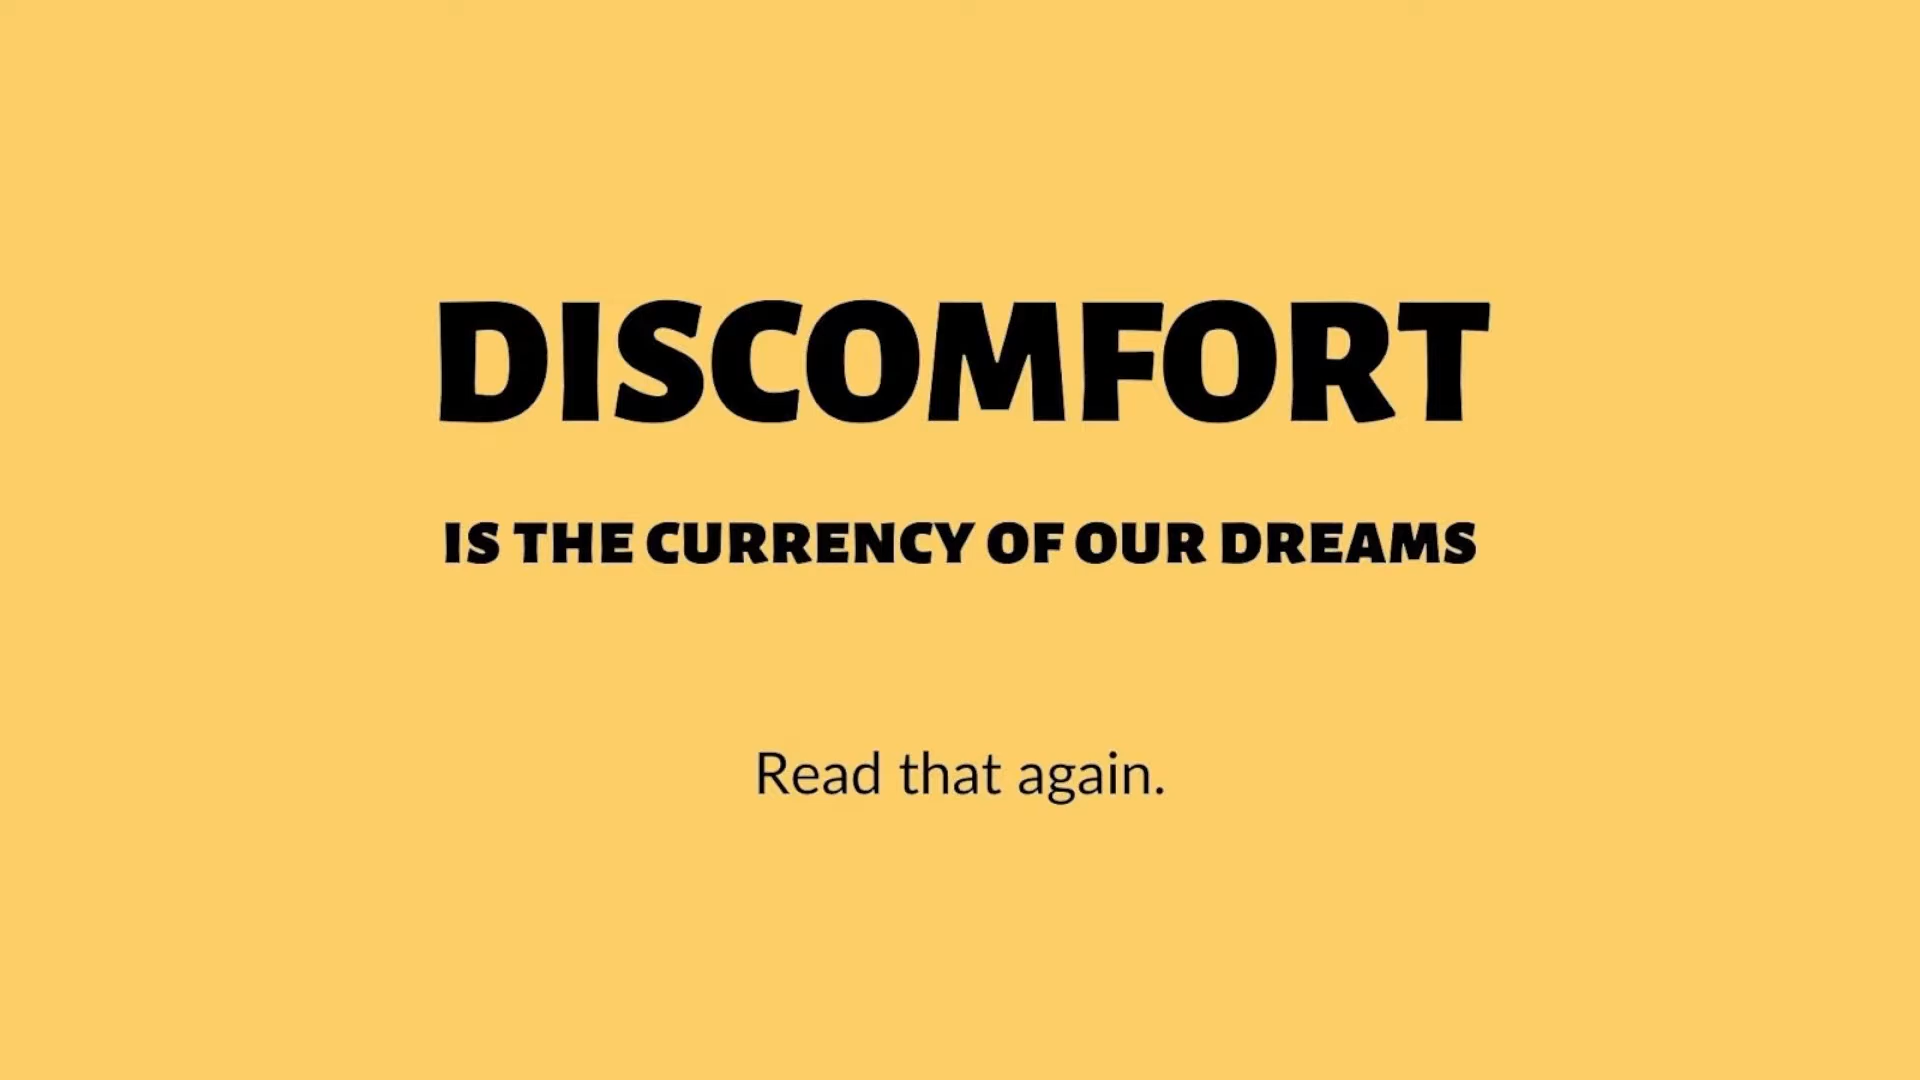 DISCOMFORT
IS THE CURRENCY OF OUR DREAMS
Read that again.